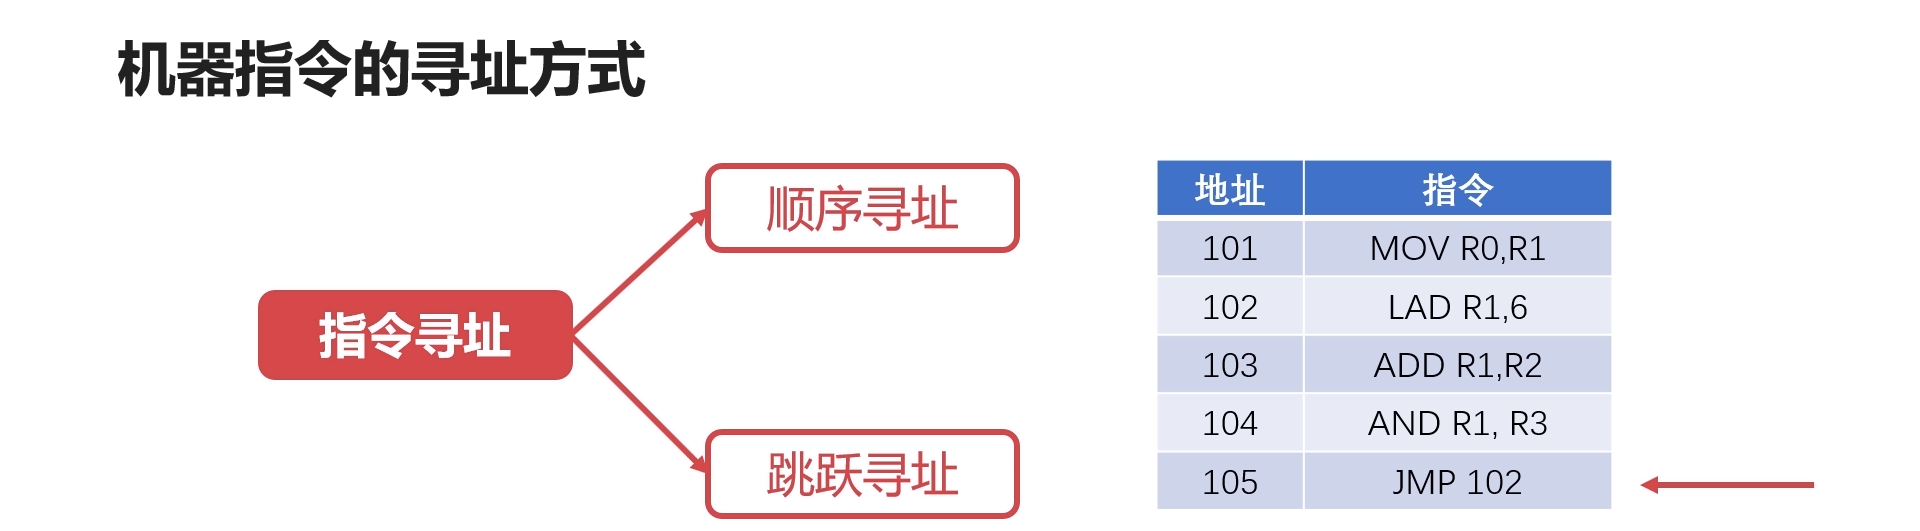 机器指令的寻址方式
指令寻址
顺序寻址
跳跃寻址
地址 指令
101 MOV R0,R1
102 LAD R1,6
103 ADD R1,R2
104 AND R1, R3
105 JMP 102